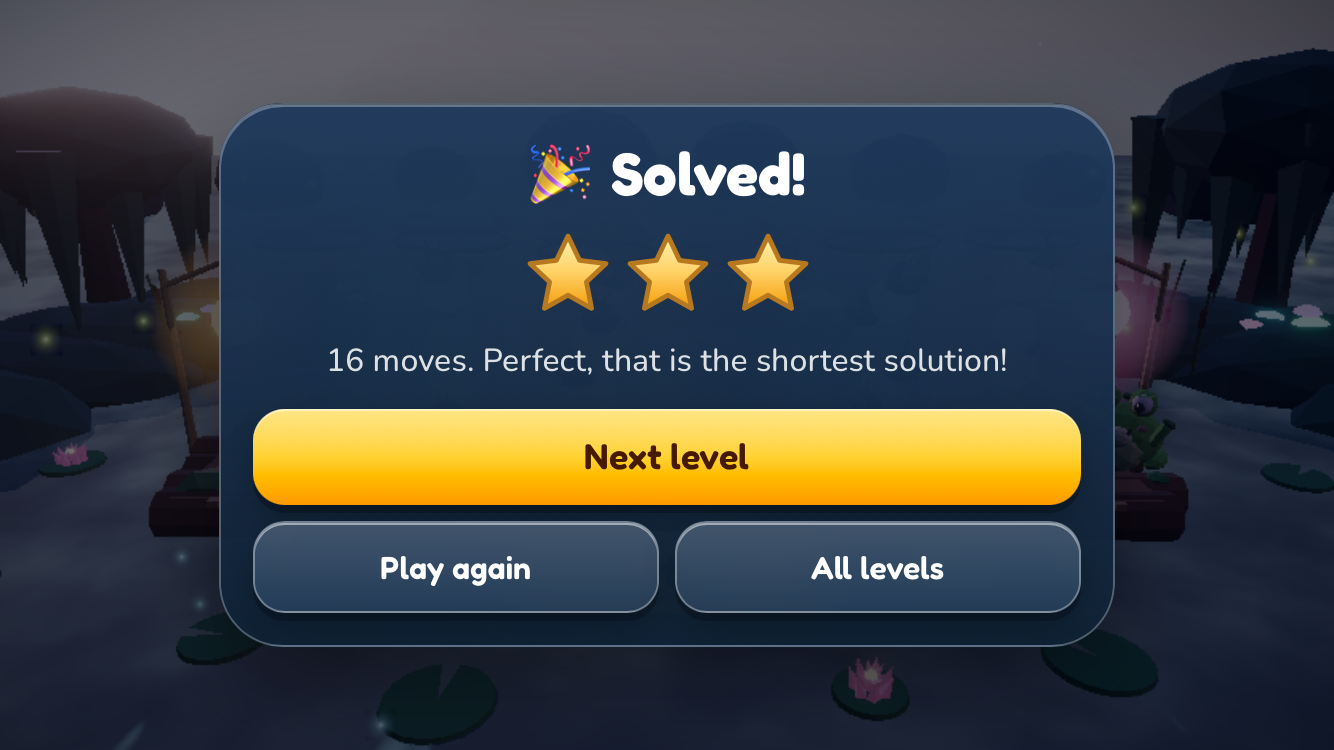 Solved!
16 moves. Perfect, that is the shortest solution!
Next level
Play again
All levels